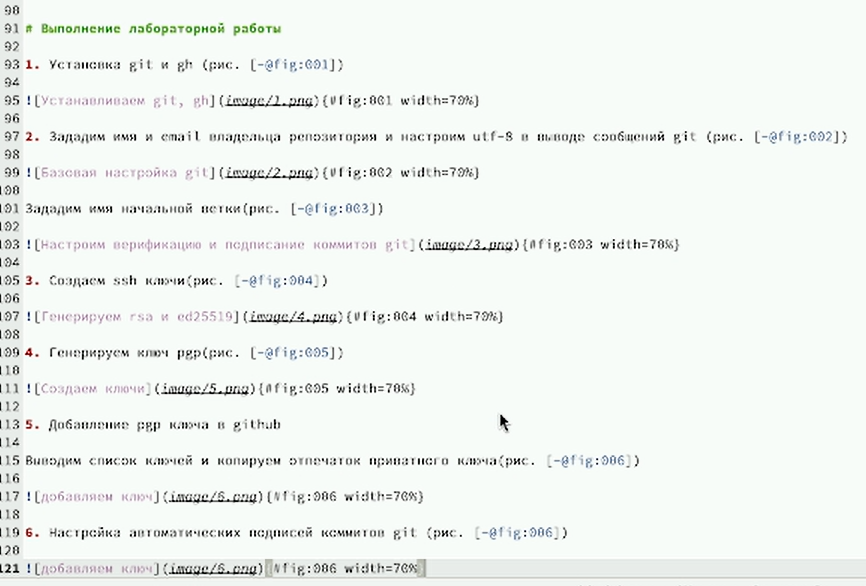 90
91 # Выполнение лабораторной работы
92
93 1. Установка git и gh (рис. [-@fig:001])
94
95 ![Устанавливаем git, gh](image/1.png){#fig:001 width=70%}
96
97 2. Зададим имя и email владельца репозитория и настроим utf-8 в выводе сообщений git (рис. [-@fig:002])
98
99 ![Базовая настройка git](image/2.png){#fig:002 width=70%}
100
101 Зададим имя начальной ветки(рис. [-@fig:003])
102
103 ![Настроим верификацию и подписание коммитов git](image/3.png){#fig:003 width=70%}
104
105 3. Создаем ssh ключи(рис. [-@fig:004])
106
107 ![Генерируем rsa и ed25519](image/4.png){#fig:004 width=70%}
108
109 4. Генерируем ключ pgp(рис. [-@fig:005])
110
111 ![Создаем ключи](image/5.png){#fig:005 width=70%}
112
113 5. Добавление pgp ключа в github
114
115 Выводим список ключей и копируем отпечаток приватного ключа(рис. [-@fig:006])
116
117 ![добавляем ключ](image/6.png){#fig:006 width=70%}
118
119 6. Настройка автоматических подписей коммитов git (рис. [-@fig:006])
120
121 ![добавляем ключ](image/6.png){#fig:006 width=70%}